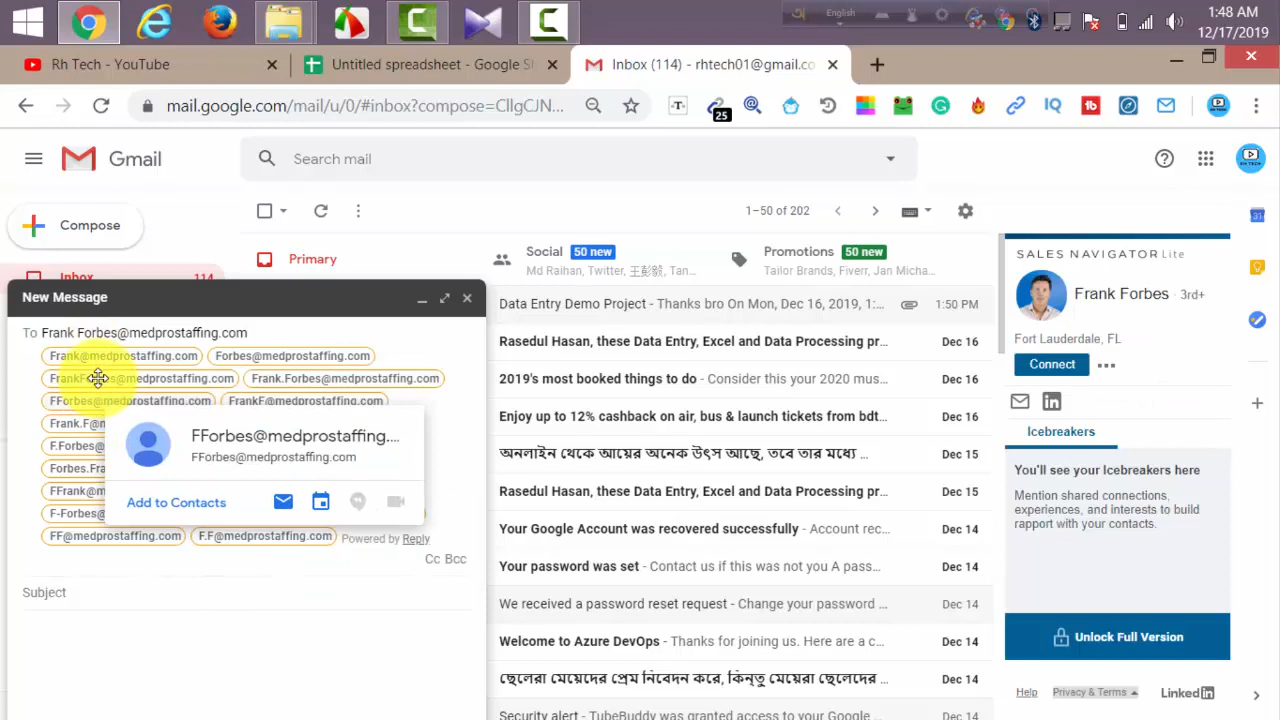 English
1:48 AM
12/17/2019
Rh Tech - YouTube
Untitled spreadsheet - Google S
Inbox (114) - rhtech01@gmail.co
mail.google.com/mail/u/0/#inbox?compose=CllgCJN...
-T-
25
IQ
tb
Gmail
Search mail
Compose
1–50 of 202
Inbox
114
Primary
Social 50 new
Md Raihan, Twitter, 王彭毅, Tan...
Promotions 50 new
Tailor Brands, Fiverr, Jan Micha...
New Message
To Frank Forbes@medprostaffing.com
Frank@medprostaffing.com Forbes@medprostaffing.com
FrankF s@medprostaffing.com Frank.Forbes@medprostaffing.com
FForbes@medprostaffing.com FrankF@medprostaffing.com
Frank.F@m
F.Forbes@
Forbes.Fra
FFrank@m
F-Forbes@
FF@medprostaffing.com F.F@medprostaffing.com Powered by Reply
FForbes@medprostaffing....
FForbes@medprostaffing.com
Add to Contacts
Cc Bcc
Subject
Data Entry Demo Project - Thanks bro On Mon, Dec 16, 2019, 1:... 1:50 PM
Rasedul Hasan, these Data Entry, Excel and Data Processing pr... Dec 16
2019's most booked things to do - Consider this your 2020 mus... Dec 16
Enjoy up to 12% cashback on air, bus & launch tickets from bdt... Dec 16
অনলাইন থেকে আয়ের অনেক উৎস আছে, তবে তার মধ্যে ... Dec 15
Rasedul Hasan, these Data Entry, Excel and Data Processing pr... Dec 15
Your Google Account was recovered successfully - Account rec... Dec 14
Your password was set - Contact us if this was not you A pass... Dec 14
We received a password reset request - Change your password ... Dec 14
Welcome to Azure DevOps - Thanks for joining us. Here are a c... Dec 14
ছেলেরা মেয়েদের প্রেম নিবেদন করে, কিন্তু মেয়েরা ছেলেদের ... Dec 14
Security alert - TubeBuddy was granted access to your Google ... Dec 14
SALES NAVIGATOR Lite
Frank Forbes 3rd+
Fort Lauderdale, FL
Connect
Icebreakers
You'll see your Icebreakers here
Mention shared connections,
experiences, and interests to build
rapport with your contacts.
Unlock Full Version
Help Privacy & Terms LinkedIn
31